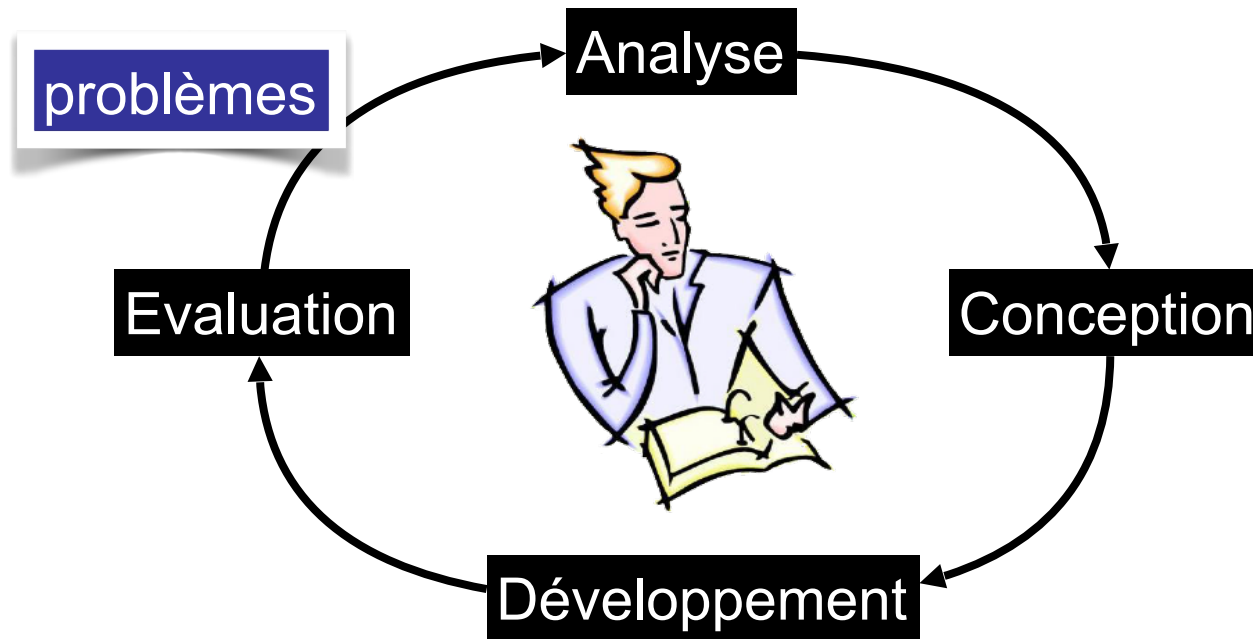 Analyse
problèmes
Evaluation
Conception
Développement